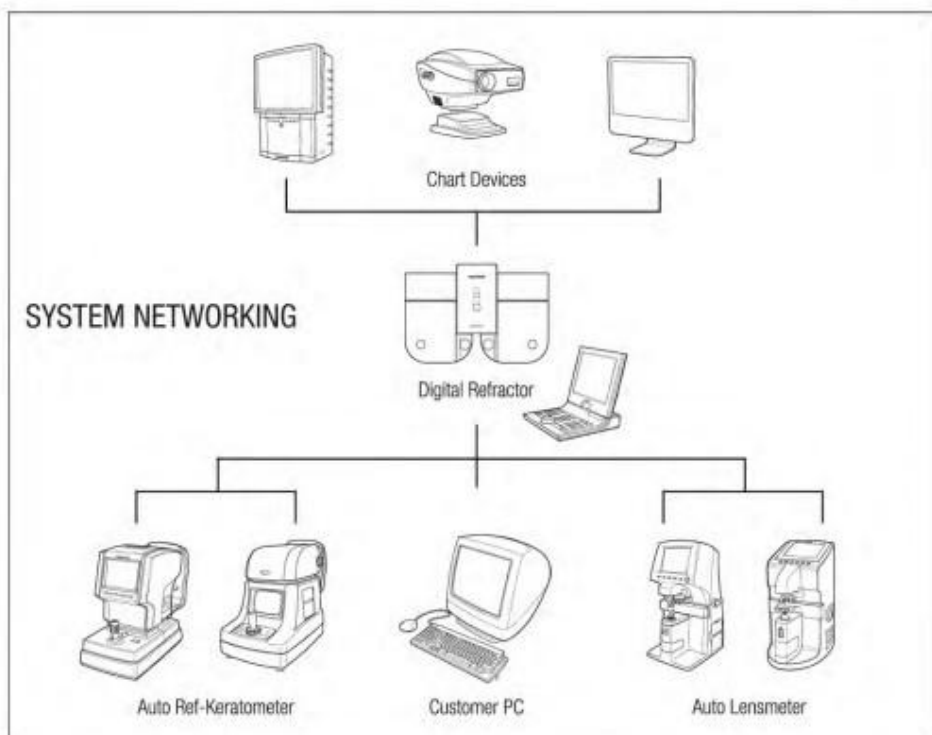 Chart Devices
SYSTEM NETWORKING
Digital Refractor
Auto Ref-Keratometer
Customer PC
Auto Lensmeter